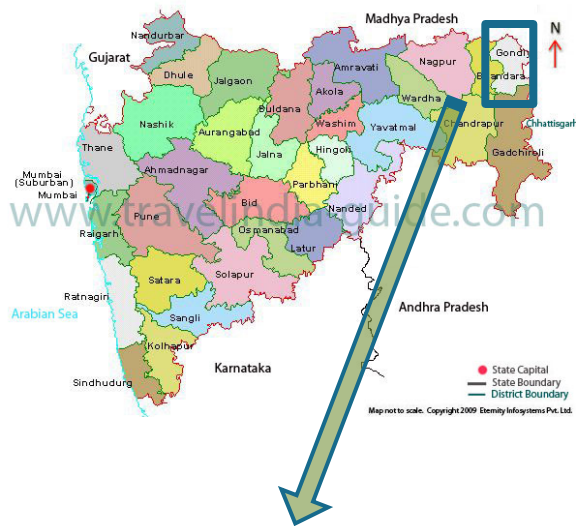 Madhya Pradesh
N
Nandurbar
Gujarat
Gondi
Dhule
Jalgaon
Amravati
Nagpur
Bhandara
Akola
Wardha
Buldana
Nashik
Washim
Yavatmal
Chandrapur
Chhattisgarh
Aurangabad
Thane
Jalna
Hingoli
Gadchiroli
Ahmadnagar
Mumbai
(Suburban)
Mumbai
Parbhani
Bid
Nanded
www.travelindia-guide.com
Pune
Osmanabad
Raigarh
Latur
Solapur
Satara
Ratnagiri
Andhra Pradesh
Arabian Sea
Sangli
Kolhapur
Karnataka
Sindhudurg
State Capital
State Boundary
District Boundary
Map not to scale. Copyright 2009 Eternity Infosystems Pvt. Ltd.